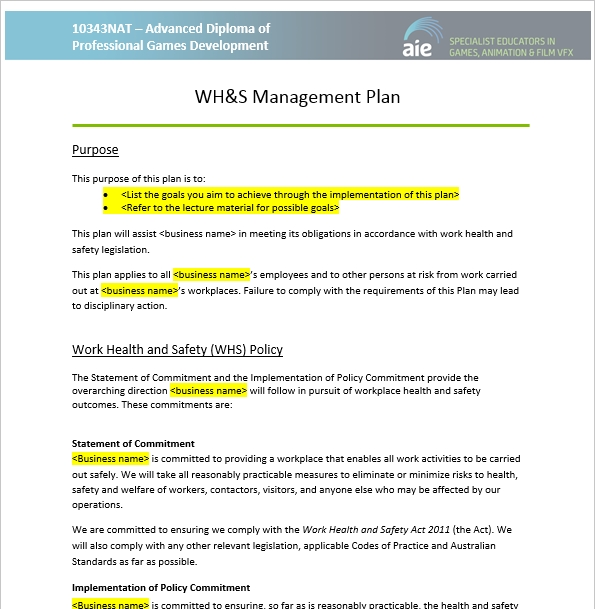 10343NAT – Advanced Diploma of
Professional Games Development
aie
SPECIALIST EDUCATORS IN
GAMES, ANIMATION & FILM VFX
WH&S Management Plan
Purpose
This purpose of this plan is to:
• <List the goals you aim to achieve through the implementation of this plan>
• <Refer to the lecture material for possible goals>
This plan will assist <business name> in meeting its obligations in accordance with work health and
safety legislation.
This plan applies to all <business name>'s employees and to other persons at risk from work carried
out at <business name>'s workplaces. Failure to comply with the requirements of this Plan may lead
to disciplinary action.
Work Health and Safety (WHS) Policy
The Statement of Commitment and the Implementation of Policy Commitment provide the
overarching direction <business name> will follow in pursuit of workplace health and safety
outcomes. These commitments are:
Statement of Commitment
<Business name> is committed to providing a workplace that enables all work activities to be carried
out safely. We will take all reasonably practicable measures to eliminate or minimize risks to health,
safety and welfare of workers, contactors, visitors, and anyone else who may be affected by our
operations.
We are committed to ensuring we comply with the Work Health and Safety Act 2011 (the Act). We
will also comply with any other relevant legislation, applicable Codes of Practice and Australian
Standards as far as possible.
Implementation of Policy Commitment
<Business name> is committed to ensuring, so far as is reasonably practicable, the health and safety